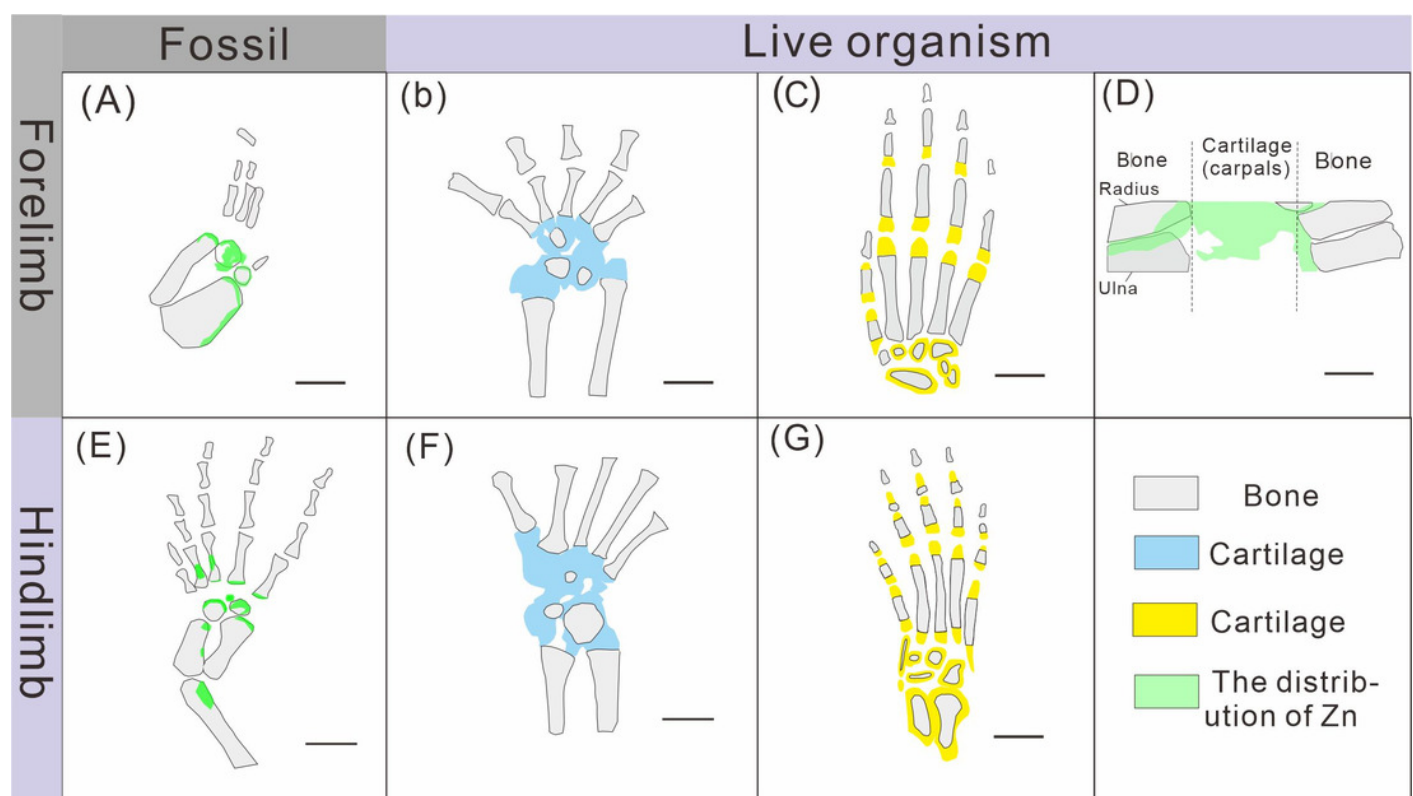 Fossil
Live organism
Forelimb
(A)
(b)
(C)
(D)
Cartilage
(carpals)
Bone
Bone
Radius
Ulna
Hindlimb
(E)
(F)
(G)
Bone
Cartilage
Cartilage
The distrib-
ution of Zn